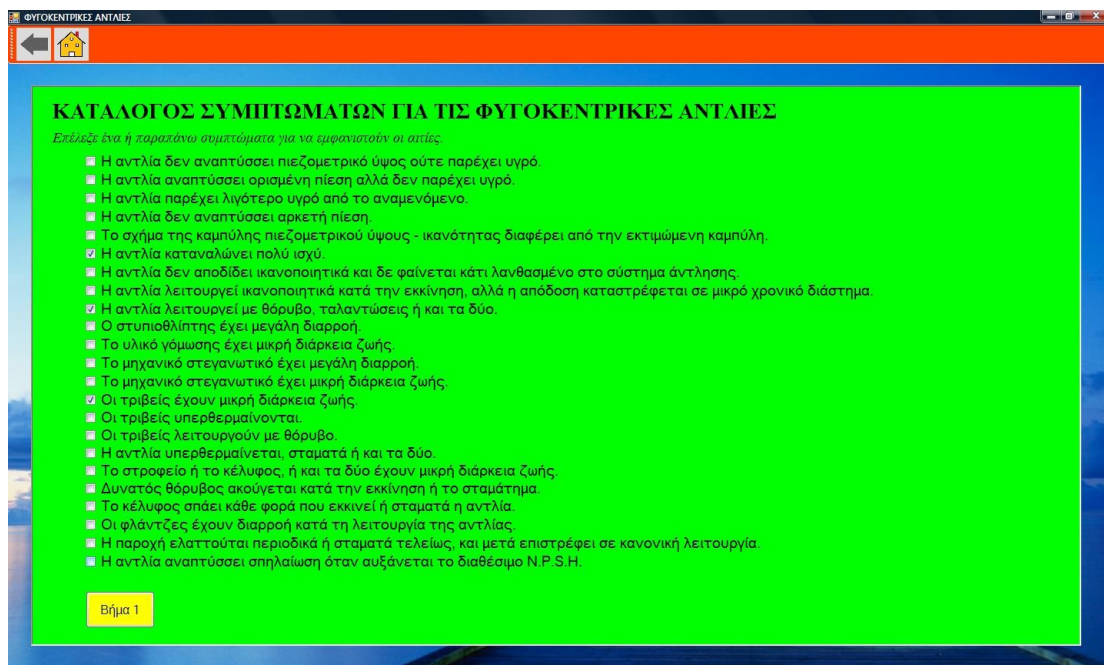 ΦΥΓΟΚΕΝΤΡΙΚΕΣ ΑΝΤΛΙΕΣ
ΚΑΤΑΛΟΓΟΣ ΣΥΜΠΤΩΜΑΤΩΝ ΓΙΑ ΤΙΣ ΦΥΓΟΚΕΝΤΡΙΚΕΣ ΑΝΤΛΙΕΣ
Επέλεξε ένα ή παραπάνω συμπτώματα για να εμφανιστούν οι αιτίες.
Η αντλία δεν αναπτύσσει πιεζομετρικό ύψος ούτε παρέχει υγρό.
Η αντλία αναπτύσσει ορισμένη πίεση αλλά δεν παρέχει υγρό.
Η αντλία παρέχει λιγότερο υγρό από το αναμενόμενο.
Η αντλία δεν αναπτύσσει αρκετή πίεση.
Το σχήμα της καμπύλης πιεζομετρικού ύψους - ικανότητας διαφέρει από την εκτιμώμενη καμπύλη.
Η αντλία καταναλώνει πολύ ισχύ.
Η αντλία δεν αποδίδει ικανοποιητικά και δε φαίνεται κάτι λανθασμένο στο σύστημα άντλησης.
Η αντλία λειτουργεί ικανοποιητικά κατά την εκκίνηση, αλλά η απόδοση καταστρέφεται σε μικρό χρονικό διάστημα.
Η αντλία λειτουργεί με θόρυβο, ταλαντώσεις ή και τα δύο.
Ο στυπιοθλίπτης έχει μεγάλη διαρροή.
Το υλικό γόμωσης έχει μικρή διάρκεια ζωής.
Το μηχανικό στεγανωτικό έχει μεγάλη διαρροή.
Το μηχανικό στεγανωτικό έχει μικρή διάρκεια ζωής.
Οι τριβείς έχουν μικρή διάρκεια ζωής.
Οι τριβείς υπερθερμαίνονται.
Οι τριβείς λειτουργούν με θόρυβο.
Η αντλία υπερθερμαίνεται, σταματά ή και τα δύο.
Το στροφείο ή το κέλυφος, ή και τα δύο έχουν μικρή διάρκεια ζωής.
Δυνατός θόρυβος ακούγεται κατά την εκκίνηση ή το σταμάτημα.
Το κέλυφος σπάει κάθε φορά που εκκινεί ή σταματά η αντλία.
Οι φλάντζες έχουν διαρροή κατά τη λειτουργία της αντλίας.
Η παροχή ελαττούται περιοδικά ή σταματά τελείως, και μετά επιστρέφει σε κανονική λειτουργία.
Η αντλία αναπτύσσει σπηλαίωση όταν αυξάνεται το διαθέσιμο N.P.S.H.
Βήμα 1